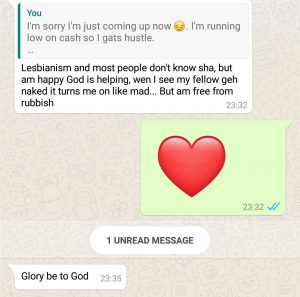 You
I'm sorry I'm just coming up now 😔. I'm running
low on cash so I gats hustle.
...
Lesbianism and most people don't know sha, but
am happy God is helping, wen I see my fellow geh
naked it turns me on like mad... But am free from
rubbish
23:32
23:32
1 UNREAD MESSAGE
Glory be to God
23:35